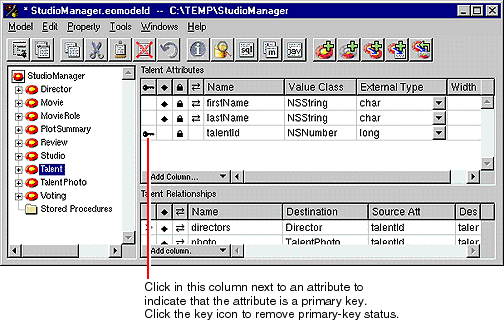 * StudioManager.eomodeld -- C:\TEMP\StudioManager
Model Edit Property Tools Windows ?
sql
m
jav
sql
StudioManager
Director
Movie
MovieRole
PlotSummary
Review
Studio
Talent
TalentPhoto
Voting
Stored Procedures
Talent Attributes
Name Value Class External Type Width
firstName NSString char
lastName NSString char
talentId NSNumber long
Add Column...
Talent Relationships
Name Destination Source Att Des
directors Director talentId taler
photo TalentPhoto talentId taler
Add column.
Click in this column next to an attribute to
indicate that the attribute is a primary key.
Click the key icon to remove primary-key status.